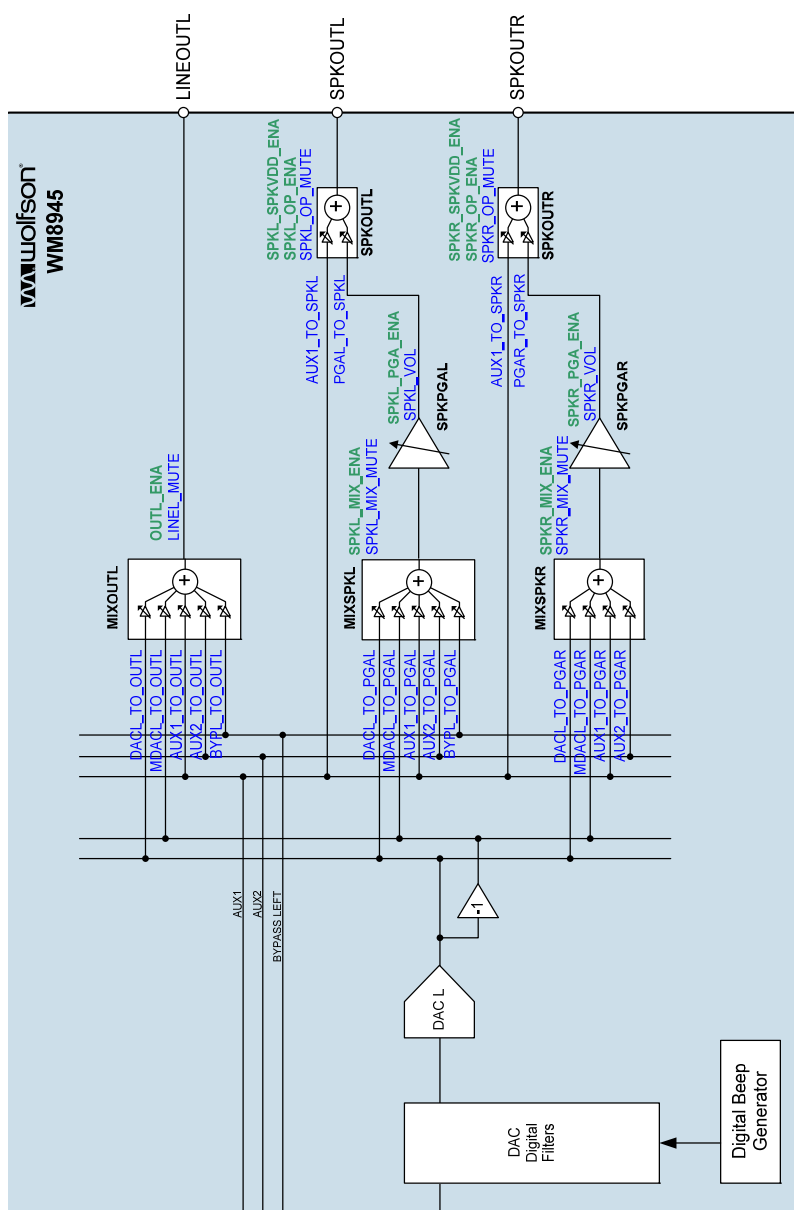 LINEOUTL
SPKOUTL
SPKOUTR
wolfson®
WM8945
SPKL_SPKVDD_ENA
SPKL_OP_ENA
SPKL_OP_MUTE
SPKOUTL
SPKR_SPKVDD_ENA
SPKR_OP_ENA
SPKR_OP_MUTE
SPKOUTR
AUX1_TO_SPKL
PGAL_TO_SPKL
AUX1_TO_SPKR
PGAR_TO_SPKR
SPKL_PGA_ENA
SPKL_VOL
SPKPGAL
SPKR_PGA_ENA
SPKR_VOL
SPKPGAR
OUTL_ENA
LINEL_MUTE
SPKL_MIX_ENA
SPKL_MIX_MUTE
SPKR_MIX_ENA
SPKR_MIX_MUTE
MIXOUTL
+
MIXSPKL
+
MIXSPKR
+
+
+
DACL_TO_OUTL
MDACL_TO_OUTL
AUX1_TO_OUTL
AUX2_TO_OUTL
BYPL_TO_OUTL
DACL_TO_PGAL
MDACL_TO_PGAL
AUX1_TO_PGAL
AUX2_TO_PGAL
BYPL_TO_PGAL
DACL_TO_PGAR
MDACL_TO_PGAR
AUX1_TO_PGAR
AUX2_TO_PGAR
AUX1
AUX2
BYPASS LEFT
-1
DAC L
DAC
Digital
Filters
Digital Beep
Generator